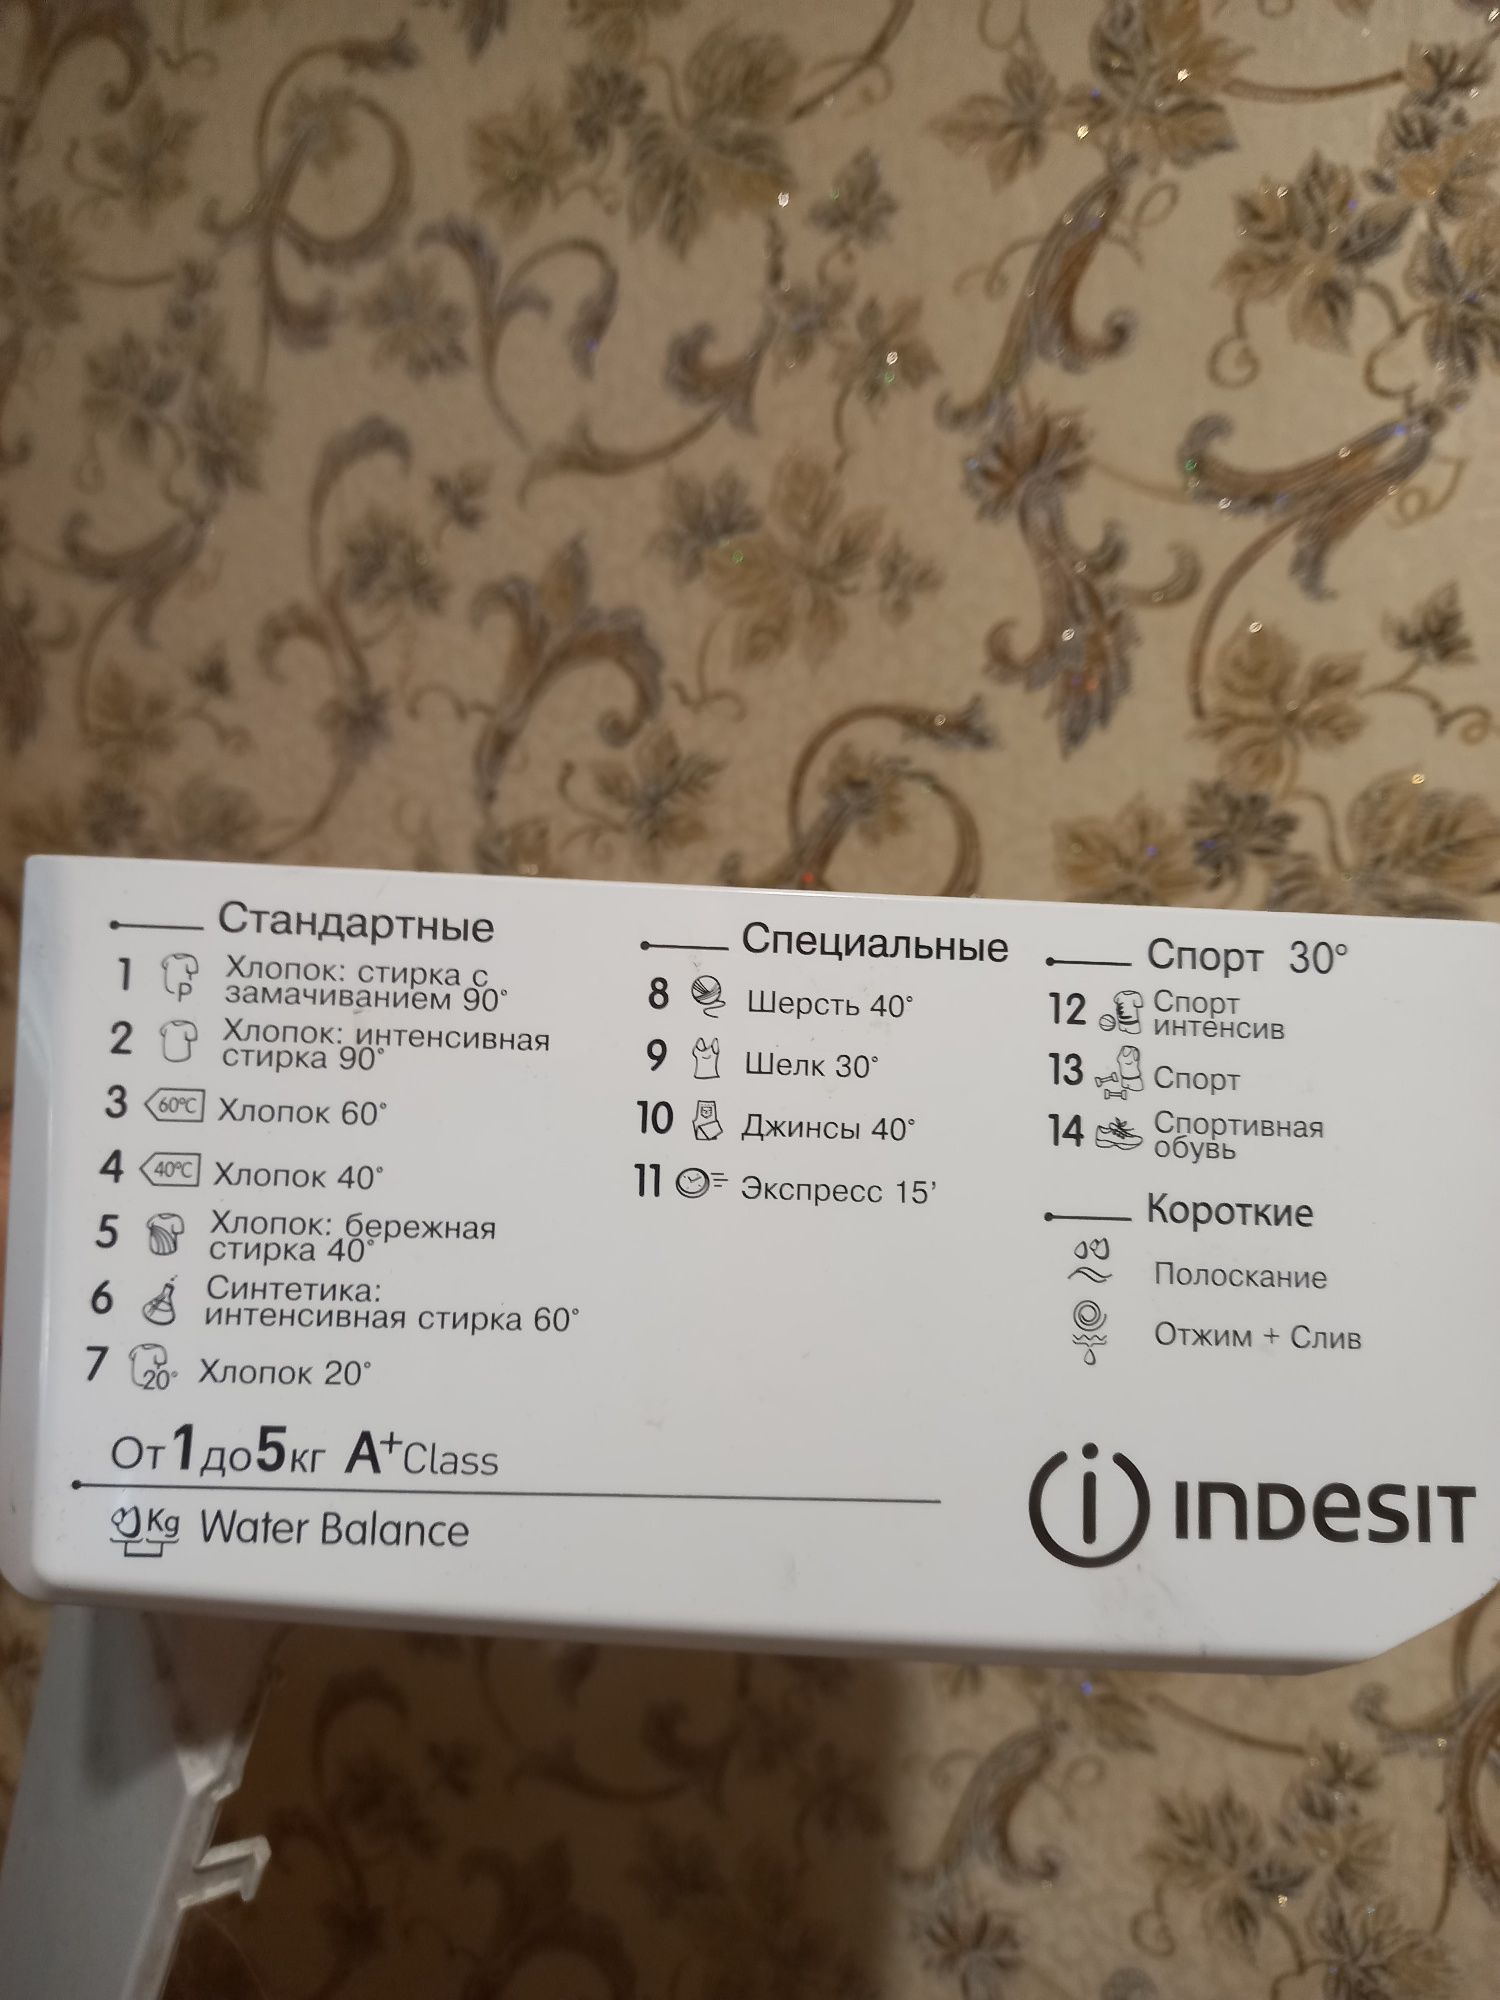 Стандартные
1 P Хлопок: стирка с
замачиванием 90°
2 Хлопок: интенсивная
стирка 90°
3 60°C Хлопок 60°
4 40°C Хлопок 40°
5 Хлопок: бережная
стирка 40°
6 Синтетика:
интенсивная стирка 60°
7 20° Хлопок 20°
От 1 до 5 кг A+ Class
Kg Water Balance
Специальные
8 Шерсть 40°
9 Шелк 30°
10 Джинсы 40°
11 Экспресс 15'
Спорт 30°
12 Спорт
интенсив
13 Спорт
14 Спортивная
обувь
Короткие
Полоскание
Отжим + Слив
INDESIT